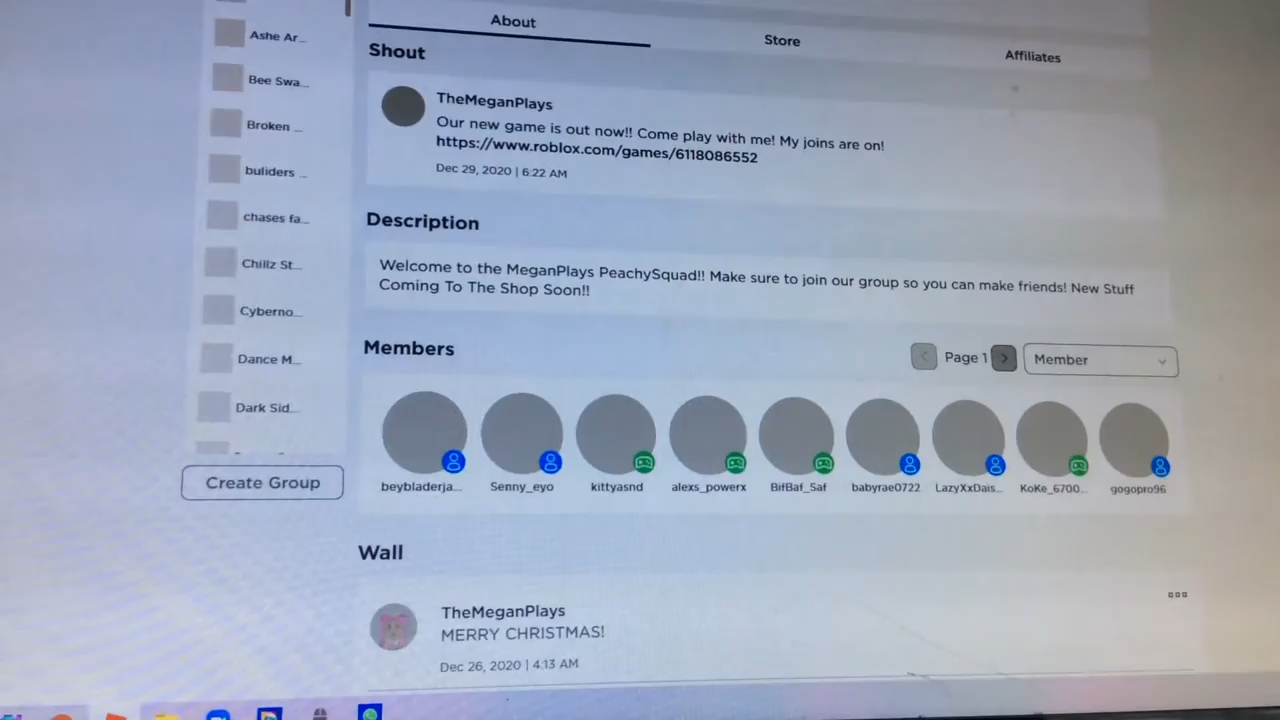 About
Store
Affiliates
Ashe Ar...
Bee Swa...
Broken ...
buliders ...
chases fa...
Chillz St...
Cyberno...
Dance M...
Dark Sid...
Create Group
Shout
TheMeganPlays
Our new game is out now!! Come play with me! My joins are on!
https://www.roblox.com/games/6118086552
Dec 29, 2020 | 6:22 AM
Description
Welcome to the MeganPlays PeachySquad!! Make sure to join our group so you can make friends! New Stuff
Coming To The Shop Soon!!
Members
Page 1
Member
beybladerja...
Senny_eyo
kittyasnd
alexs_powerx
BifBaf_Saf
babyrae0722
LazyXxDais...
KoKe_6700...
gogopro96
Wall
TheMeganPlays
MERRY CHRISTMAS!
Dec 26, 2020 | 4:13 AM